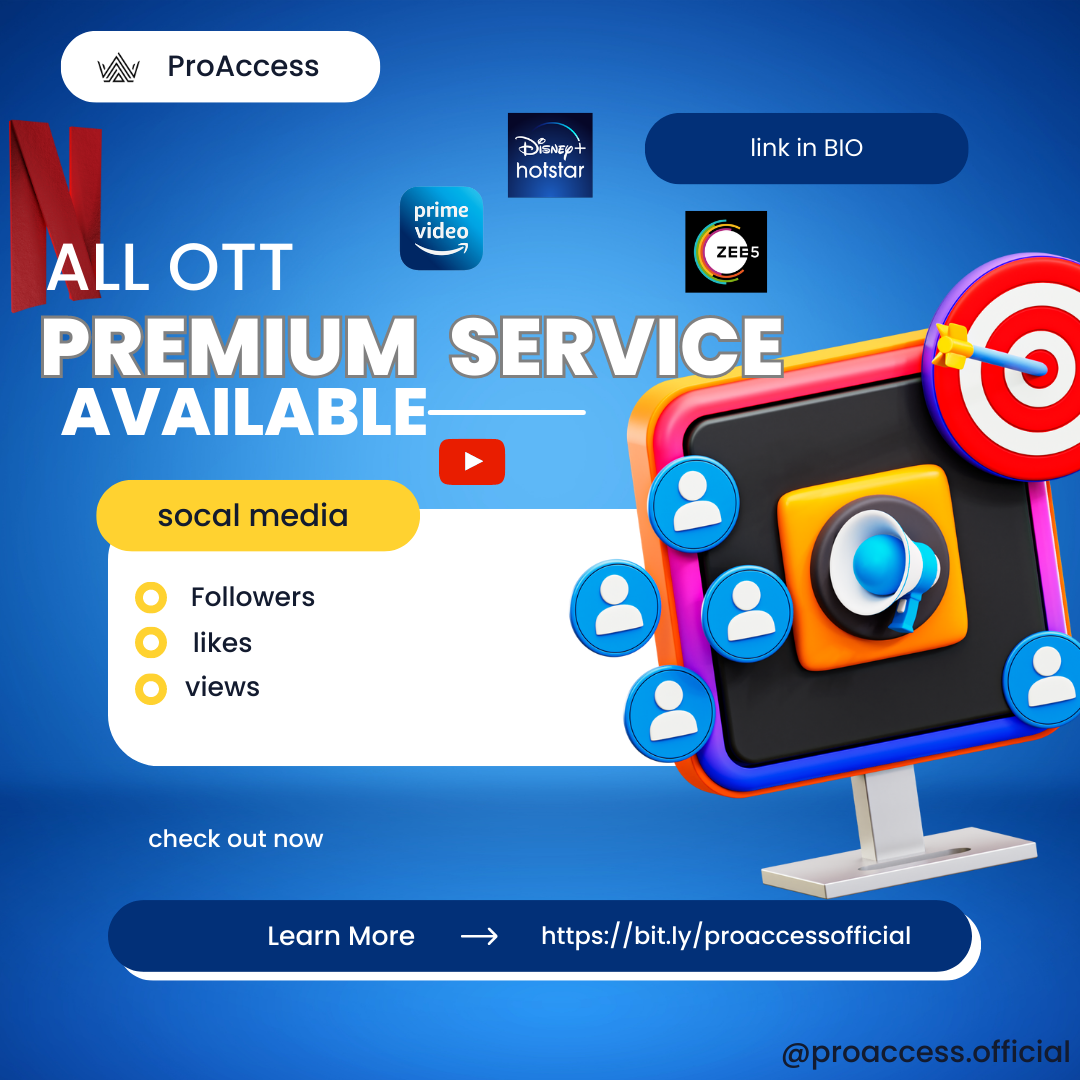 ProAccess
Disney+
hotstar
link in BIO
prime
video
ZEE5
N
ALL OTT
PREMIUM SERVICE
AVAILABLE
socal media
Followers
likes
views
check out now
Learn More → https://bit.ly/proaccessofficial
@proaccess.official